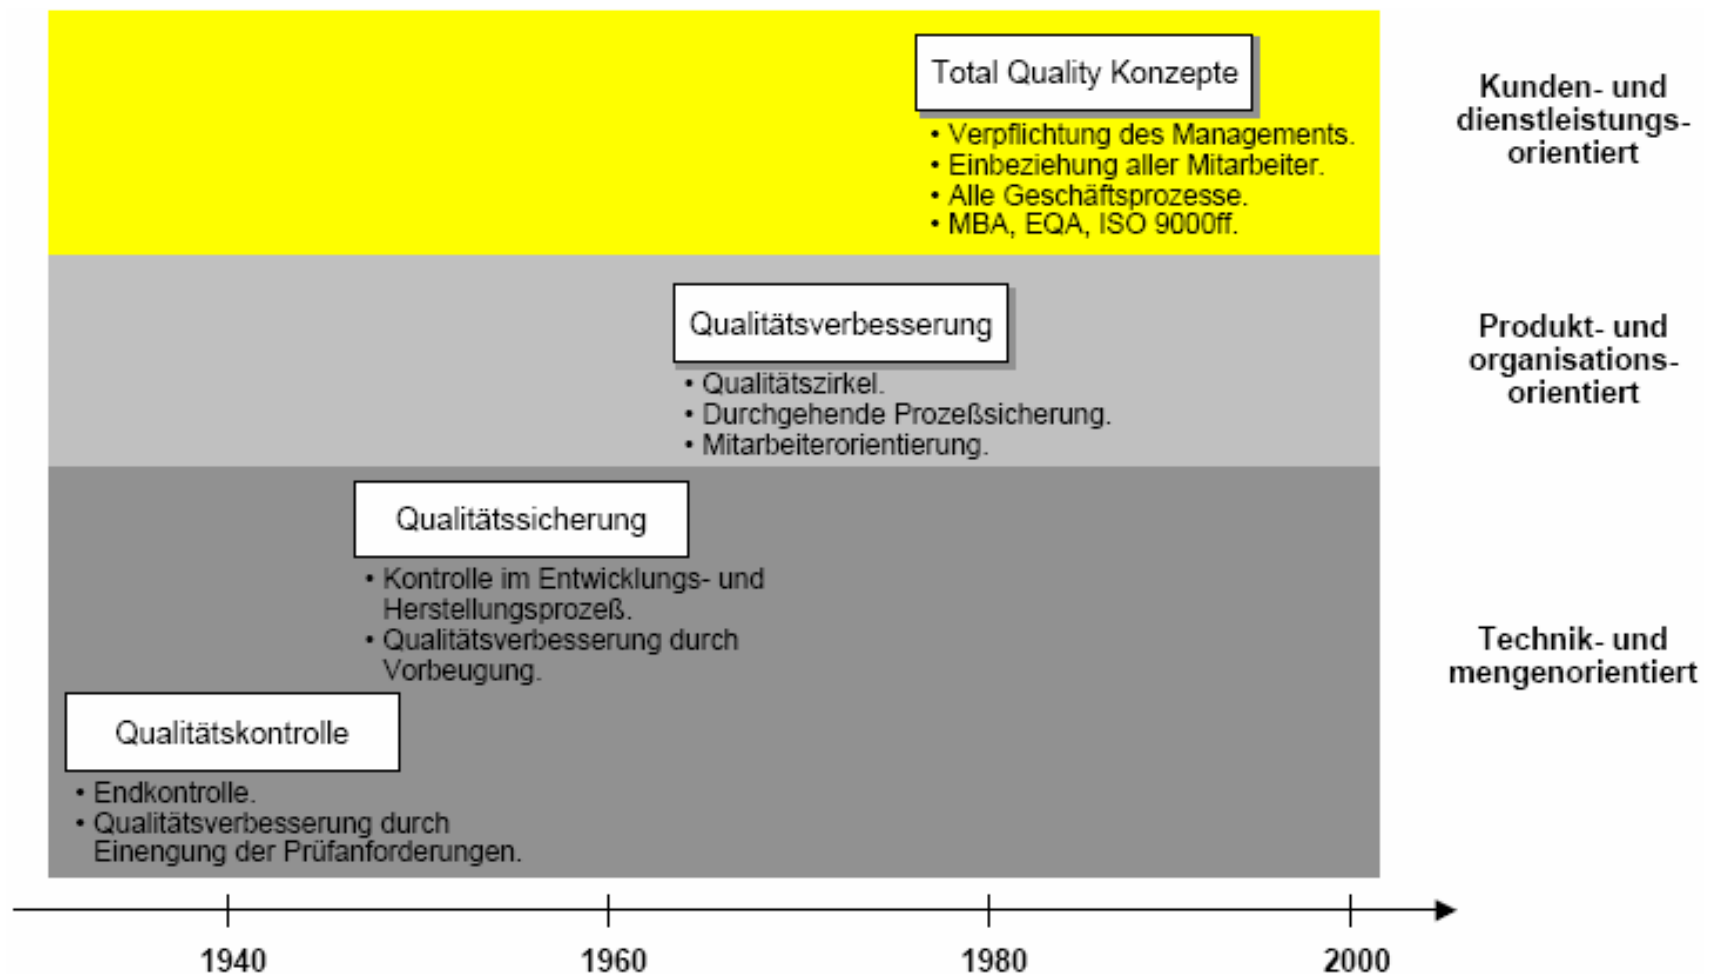 Total Quality Konzepte
• Verpflichtung des Managements.
• Einbeziehung aller Mitarbeiter.
• Alle Geschäftsprozesse.
• MBA, EQA, ISO 9000ff.
Kunden- und
dienstleistungs-
orientiert
Qualitätsverbesserung
• Qualitätszirkel.
• Durchgehende Prozeßsicherung.
• Mitarbeiterorientierung.
Produkt- und
organisations-
orientiert
Qualitätssicherung
• Kontrolle im Entwicklungs- und
Herstellungsprozeß.
• Qualitätsverbesserung durch
Vorbeugung.
Technik- und
mengenorientiert
Qualitätskontrolle
• Endkontrolle.
• Qualitätsverbesserung durch
Einengung der Prüfanforderungen.
1940 1960 1980 2000